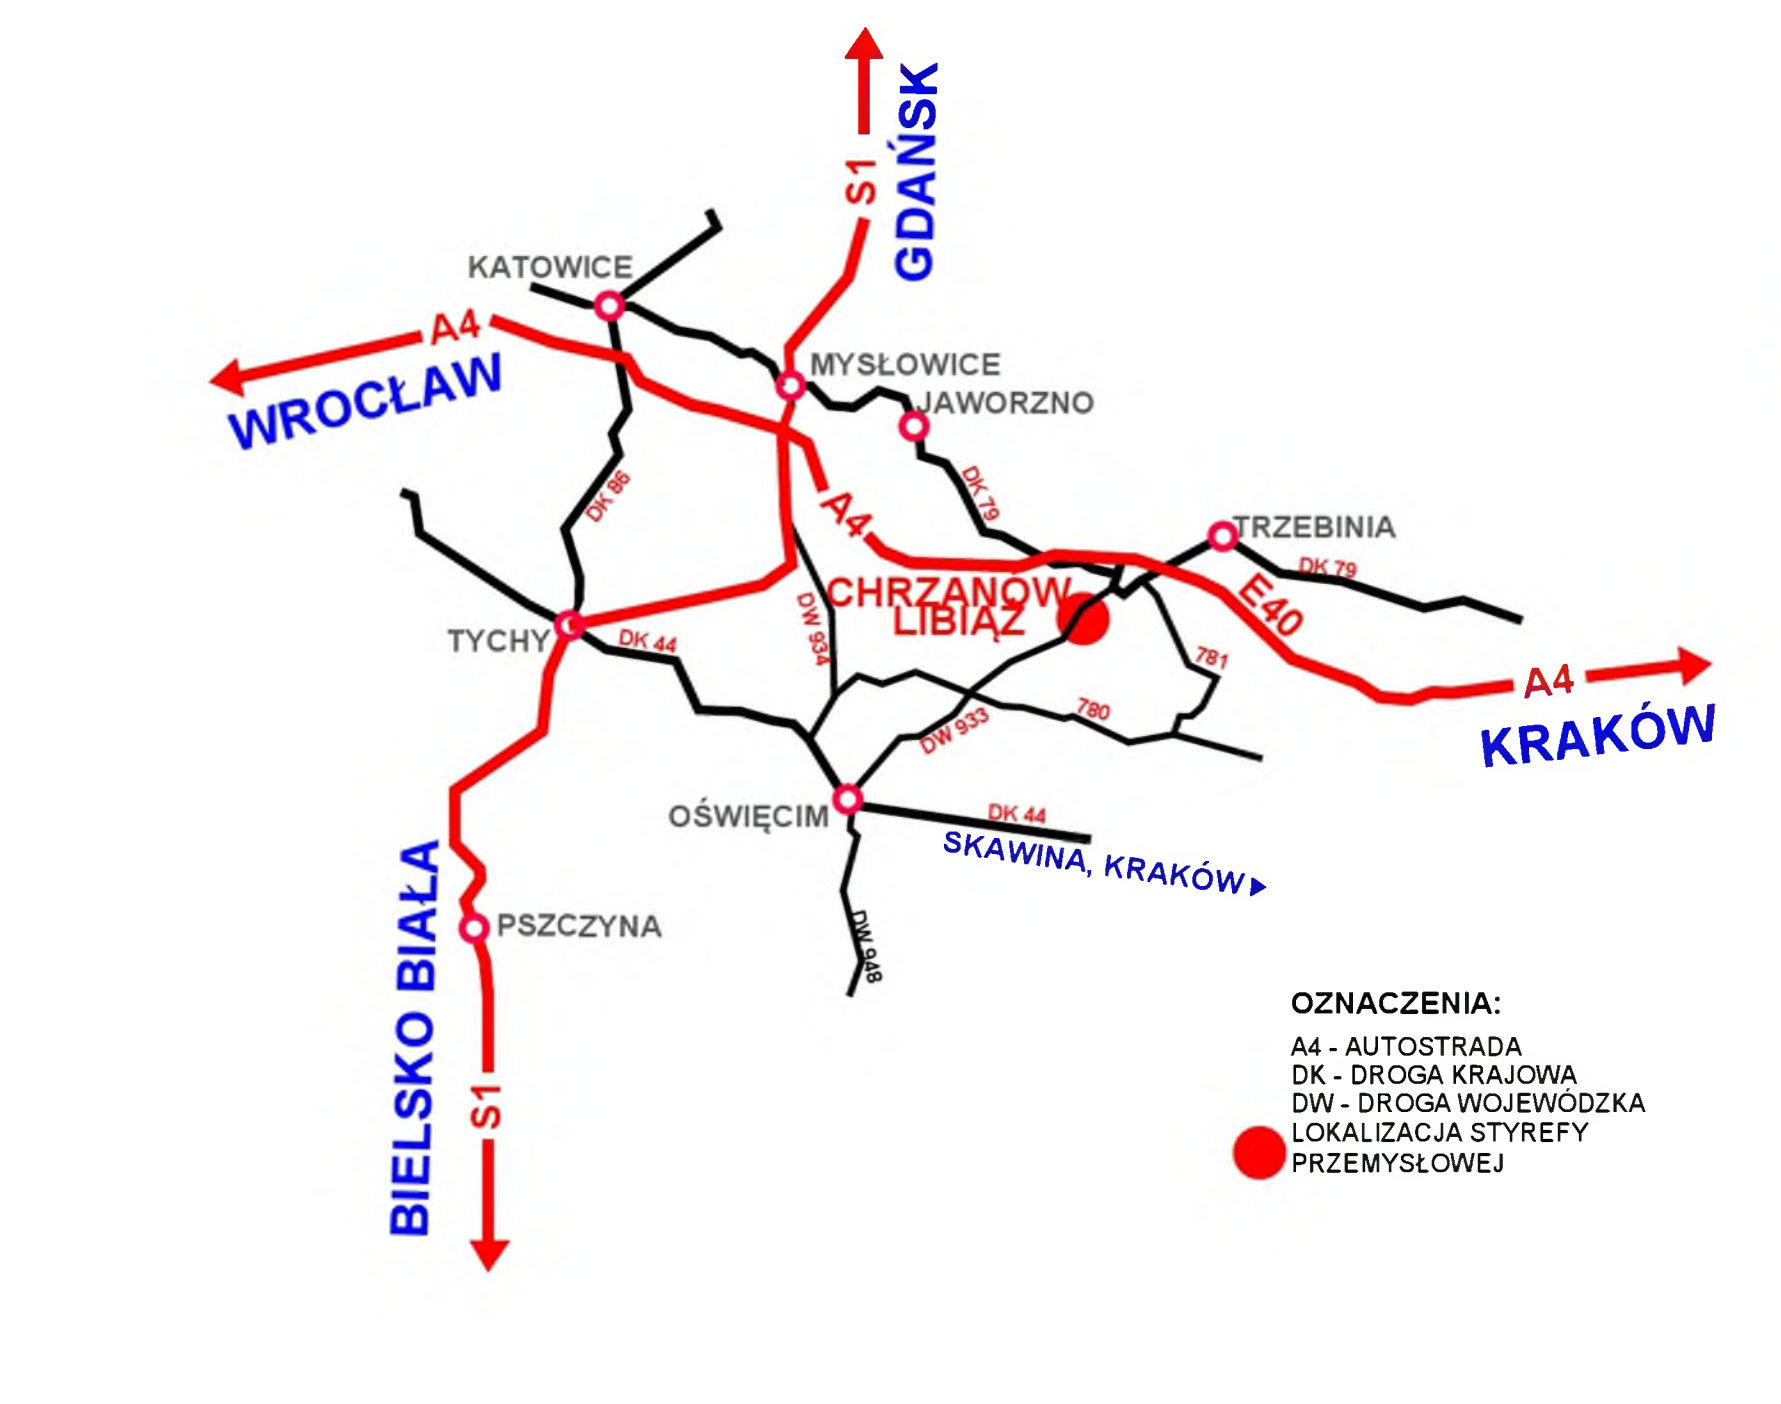 GDAŃSK
S1
KATOWICE
A4
WROCŁAW
MYSŁOWICE
JAWORZNO
DK 86
DK 79
A4
TRZEBINIA
DK 79
CHRZANÓW
LIBIĄŻ
E40
DW 934
TYCHY
DK 44
781
A4
KRAKÓW
780
DW 933
OŚWIĘCIM
DK 44
SKAWINA, KRAKÓW
BIELSKO BIAŁA
PSZCZYNA
DW 948
S1
OZNACZENIA:
A4 - AUTOSTRADA
DK - DROGA KRAJOWA
DW - DROGA WOJEWÓDZKA
LOKALIZACJA STYREFY
PRZEMYSŁOWEJ